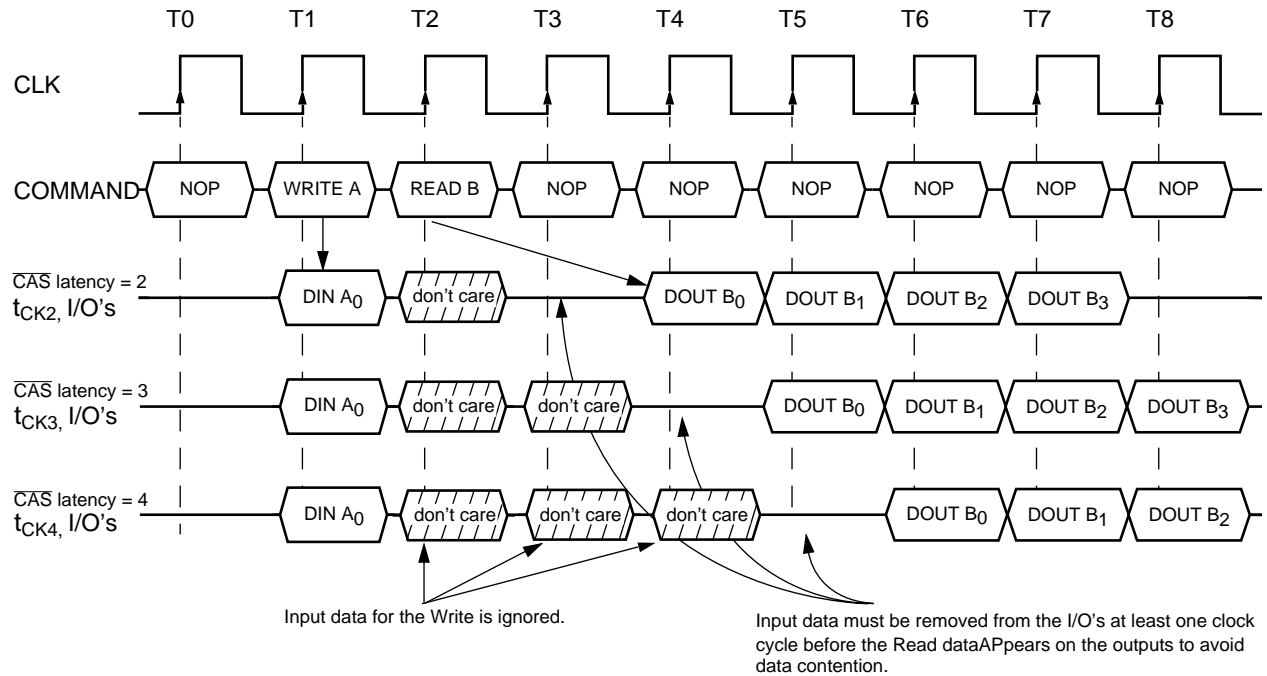 T0 T1 T2 T3 T4 T5 T6 T7 T8
CLK
COMMAND NOP WRITE A READ B NOP NOP NOP NOP NOP NOP
CAS latency = 2
tCK2, I/O's DIN A0 don't care DOUT B0 DOUT B1 DOUT B2 DOUT B3
CAS latency = 3
tCK3, I/O's DIN A0 don't care don't care DOUT B0 DOUT B1 DOUT B2 DOUT B3
CAS latency = 4
tCK4, I/O's DIN A0 don't care don't care don't care DOUT B0 DOUT B1 DOUT B2
Input data for the Write is ignored.
Input data must be removed from the I/O's at least one clock
cycle before the Read dataAPpears on the outputs to avoid
data contention.